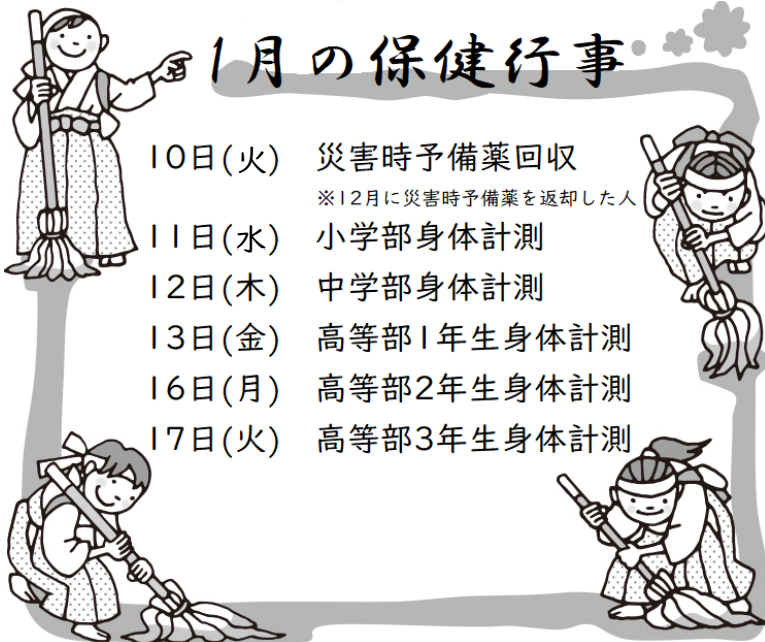 1月の保健行事
10日(火) 災害時予備薬回収
※12月に災害時予備薬を返却した人
11日(水) 小学部身体計測
12日(木) 中学部身体計測
13日(金) 高等部1年生身体計測
16日(月) 高等部2年生身体計測
17日(火) 高等部3年生身体計測